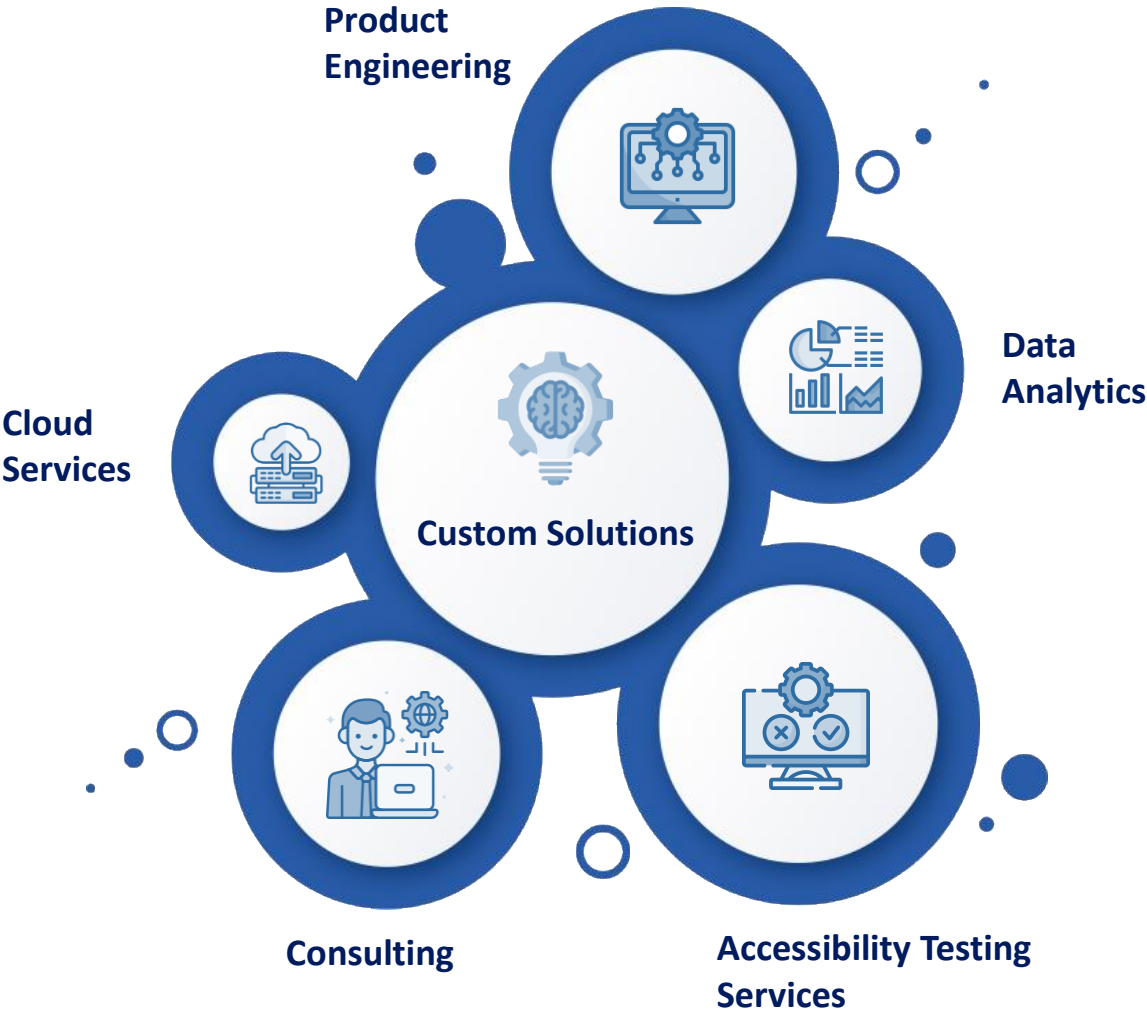 Product
Engineering
Data
Analytics
Cloud
Services
Custom Solutions
Consulting
Accessibility Testing
Services